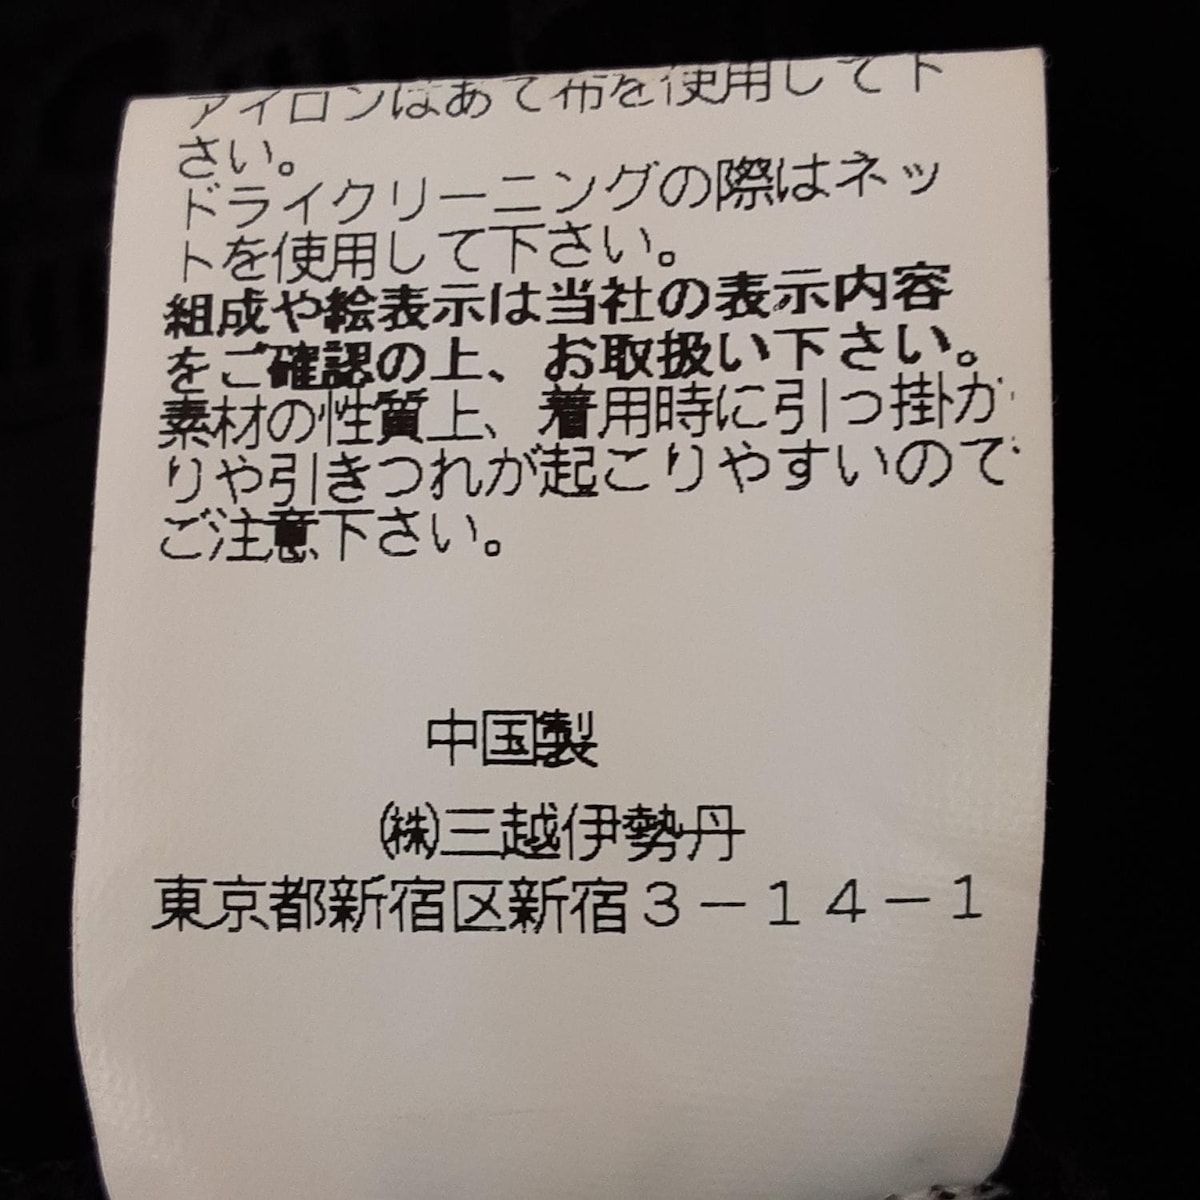 アイロンはあて布を使用して下
さい。
ドライクリーニングの際はネッ
トを使用して下さい。
組成や絵表示は当社の表示内容
をご確認の上、お取扱い下さい。
素材の性質上、着用時に引っ掛か
りや引きつれが起こりやすいので
ご注意下さい。
中国製
㈱三越伊勢丹
東京都新宿区新宿３－１４－１